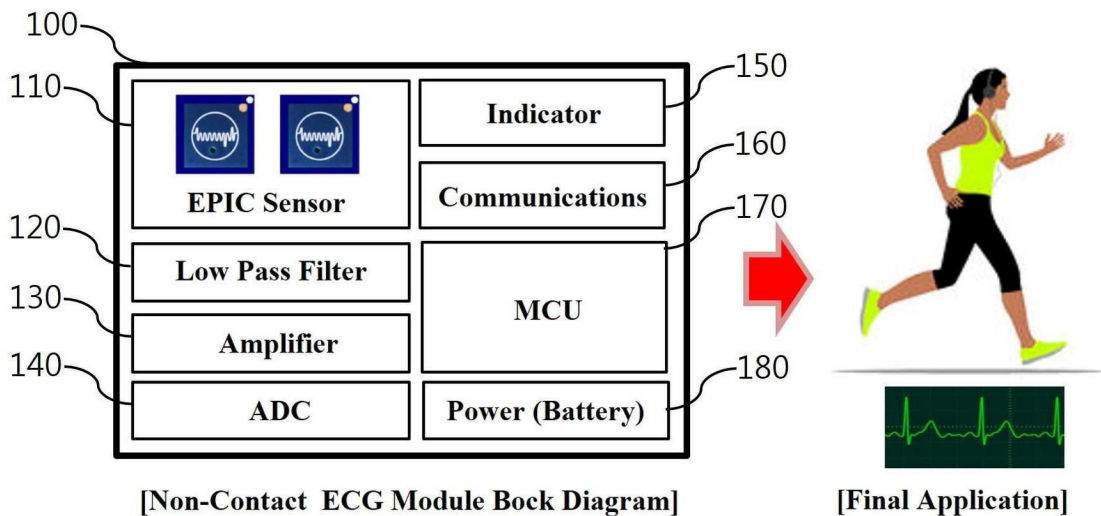 100
110
EPIC Sensor
120
Low Pass Filter
130
Amplifier
140
ADC
150
Indicator
160
Communications
170
MCU
180
Power (Battery)
[Non-Contact ECG Module Bock Diagram]
[Final Application]